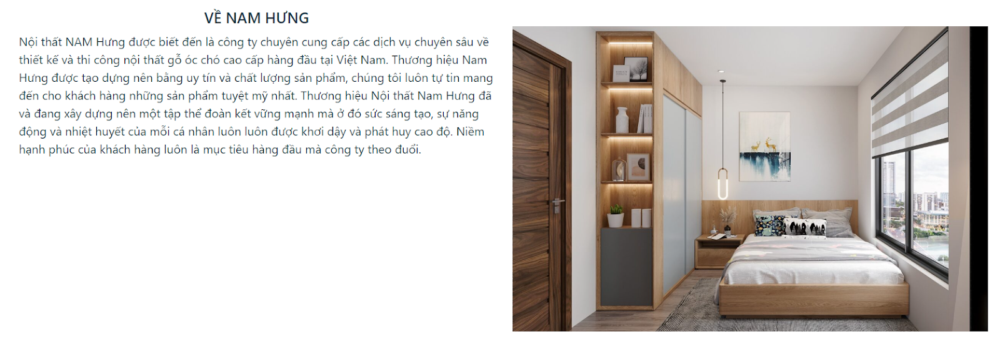 VỀ NAM HƯNG
Nội thất NAM Hưng được biết đến là công ty chuyên cung cấp các dịch vụ chuyên sâu về
thiết kế và thi công nội thất gỗ óc chó cao cấp hàng đầu tại Việt Nam. Thương hiệu Nam
Hưng được tạo dựng nên bằng uy tín và chất lượng sản phẩm, chúng tôi luôn tự tin mang
đến cho khách hàng những sản phẩm tuyệt mỹ nhất. Thương hiệu Nội thất Nam Hưng đã
và đang xây dựng nên một tập thể đoàn kết vững mạnh mà ở đó sức sáng tạo, sự năng
động và nhiệt huyết của mỗi cá nhân luôn luôn được khơi dậy và phát huy cao độ. Niềm
hạnh phúc của khách hàng luôn là mục tiêu hàng đầu mà công ty theo đuổi.